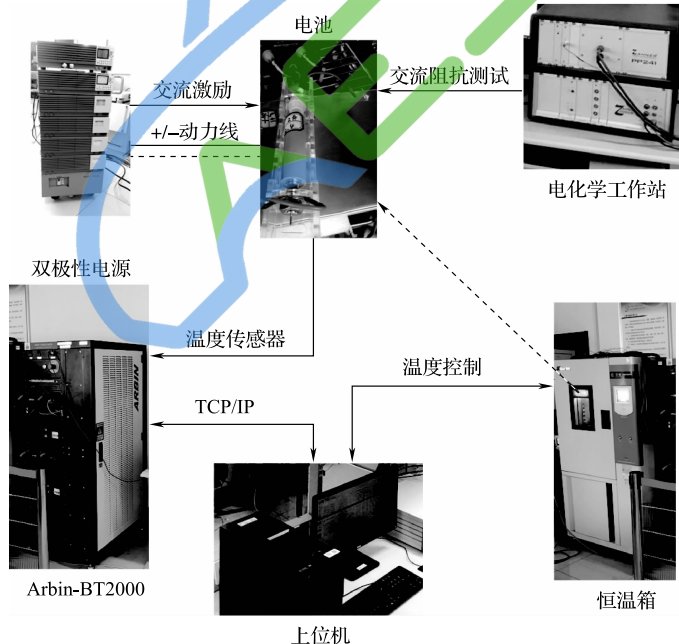 电池
交流激励
交流阻抗测试
+/−动力线
电化学工作站
双极性电源
温度传感器
温度控制
TCP/IP
ARBIN
Arbin-BT2000
恒温箱
上位机